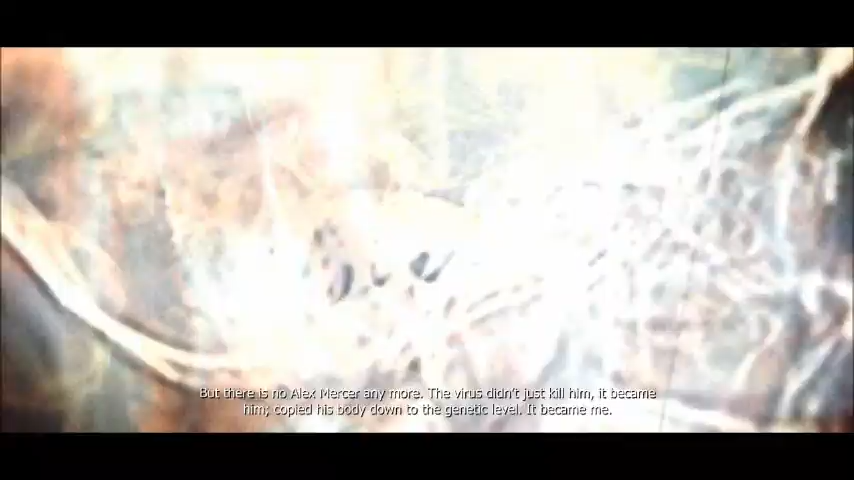 But there is no Alex Mercer any more. The virus didn't just kill him, it became
him; copied his body down to the genetic level. It became me.